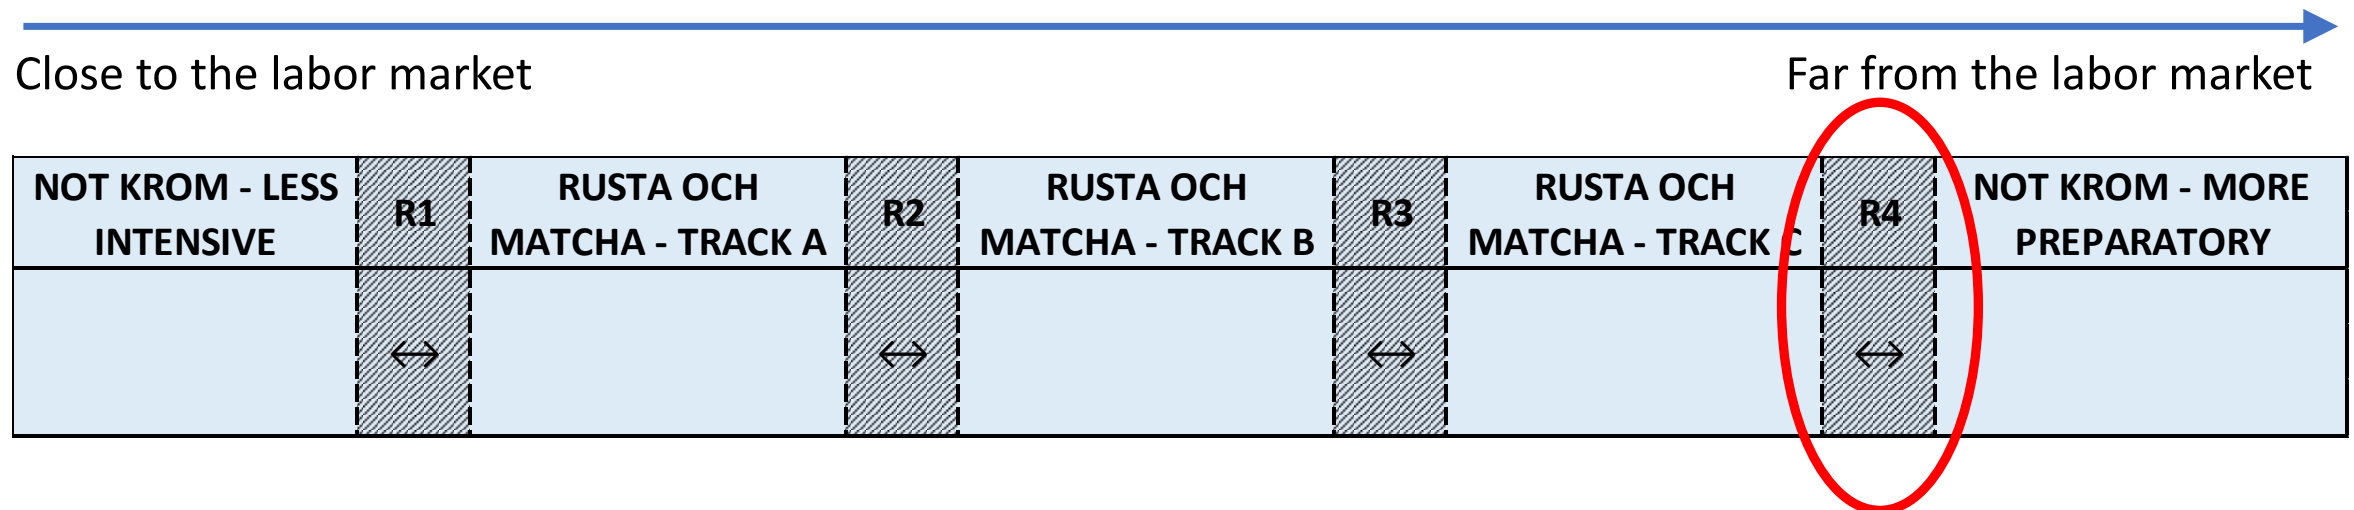 Close to the labor market
Far from the labor market
NOT KROM - LESS
INTENSIVE
R1
RUSTA OCH
MATCHA - TRACK A
R2
RUSTA OCH
MATCHA - TRACK B
R3
RUSTA OCH
MATCHA - TRACK C
R4
NOT KROM - MORE
PREPARATORY
↔
↔
↔
↔